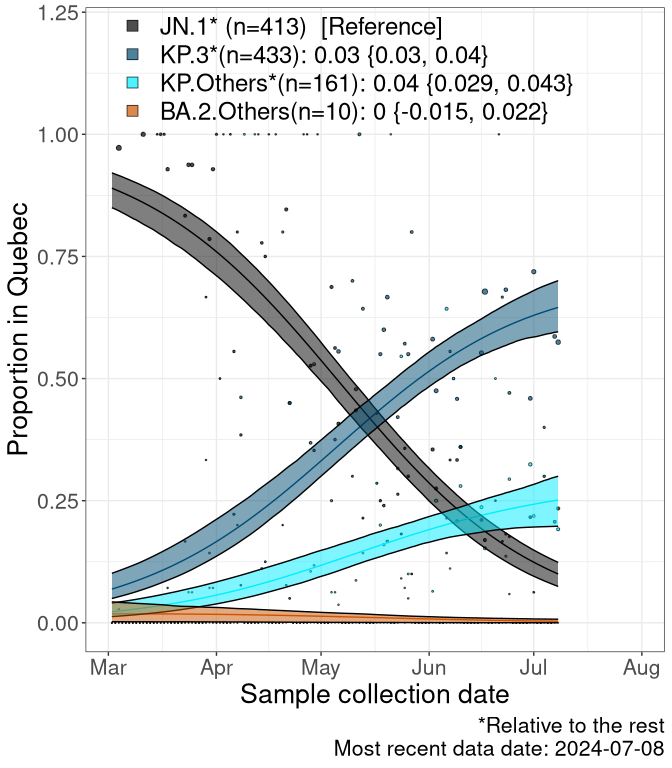 JN.1* (n=413)  [Reference]
KP.3*(n=433): 0.03 {0.03, 0.04}
KP.Others*(n=161): 0.04 {0.029, 0.043}
BA.2.Others(n=10): 0 {-0.015, 0.022}
1.25
1.00
0.75
0.50
0.25
0.00
Proportion in Quebec
Mar Apr May Jun Jul Aug
Sample collection date
*Relative to the rest
Most recent data date: 2024-07-08